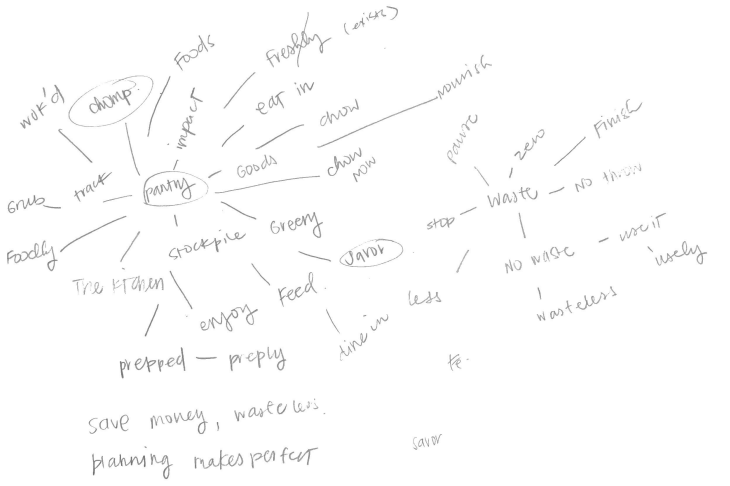 Foods
Freshly (exists)
wok'd
chomp
impact
eat in
chow
nourish
Goods
chow
now
track
Grub
pantry
Foodly
stockpile
Greeny
savor
The Kitchen
enjoy
Feed
dine in
prepped — preply
save money, waste less.
planning makes perfect
pause
zero
Finish
waste
No throw
stop
No waste
use it
usely
less
wasteless
Fe.
savor